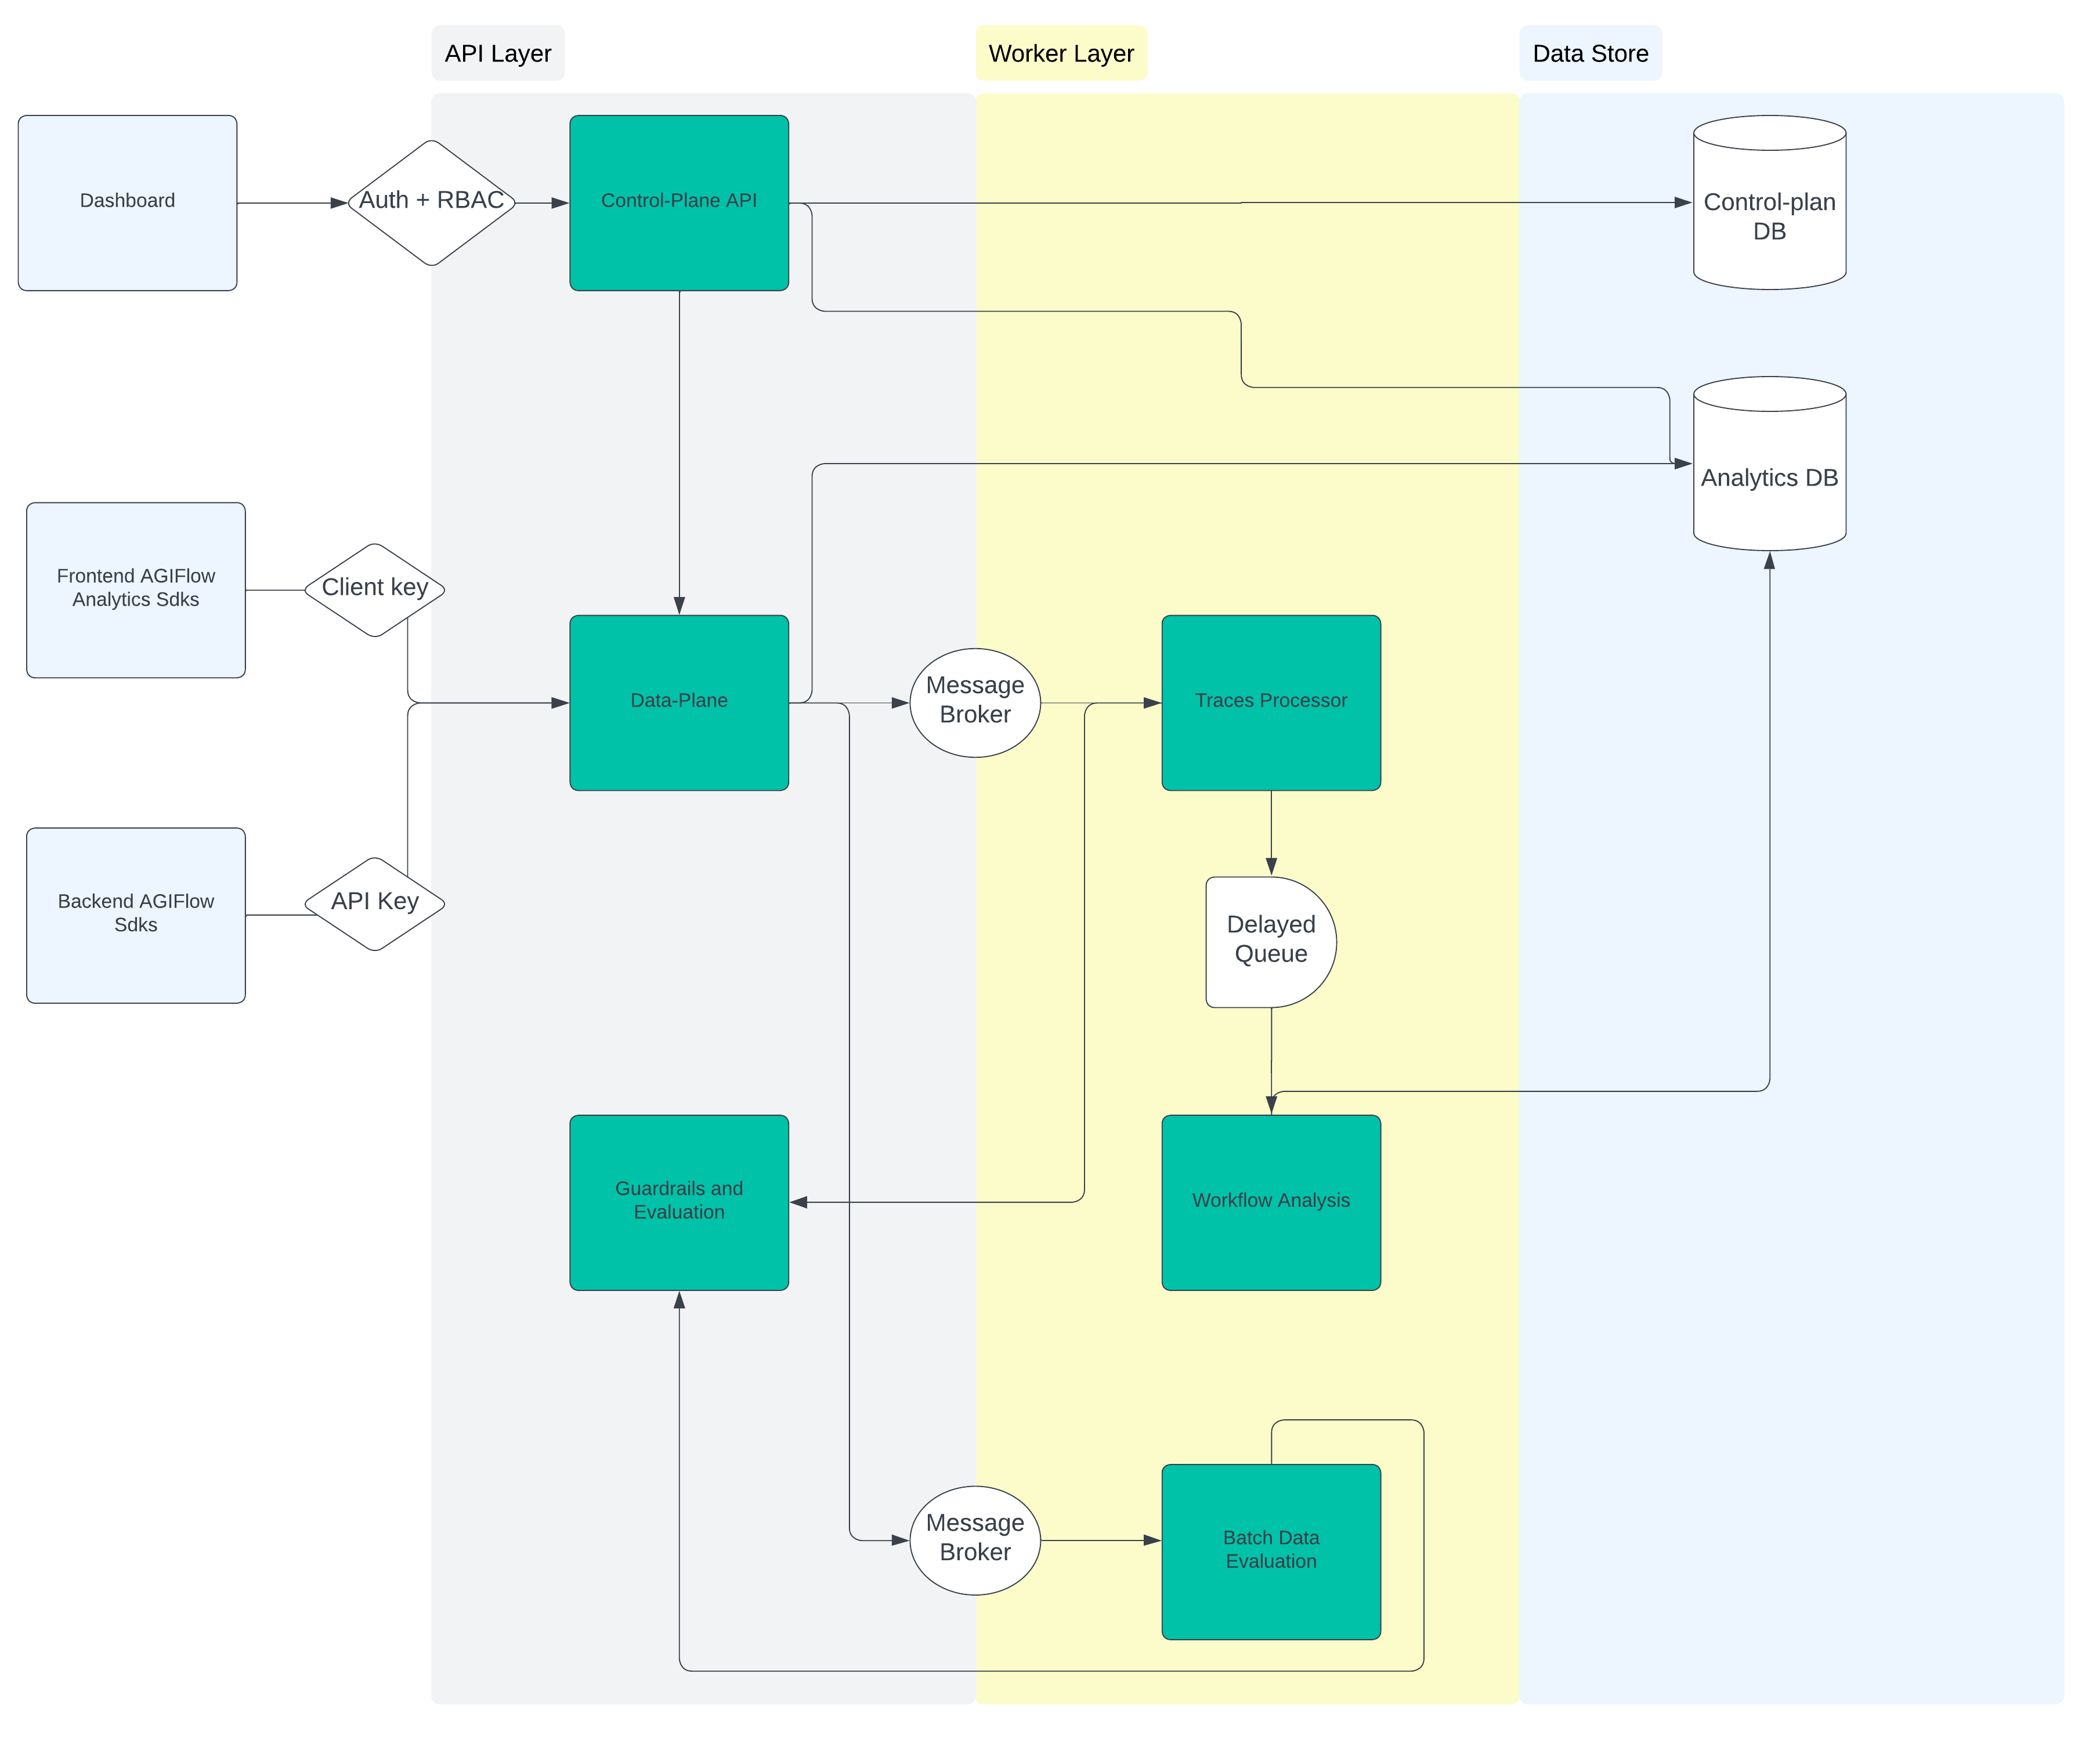 API Layer
Worker Layer
Data Store
Dashboard
Auth + RBAC
Control-Plane API
Control-plan
DB
Analytics DB
Frontend AGIFlow
Analytics Sdks
Client key
Data-Plane
Message
Broker
Traces Processor
Backend AGIFlow
Sdks
API Key
Delayed
Queue
Guardrails and
Evaluation
Workflow Analysis
Message
Broker
Batch Data
Evaluation